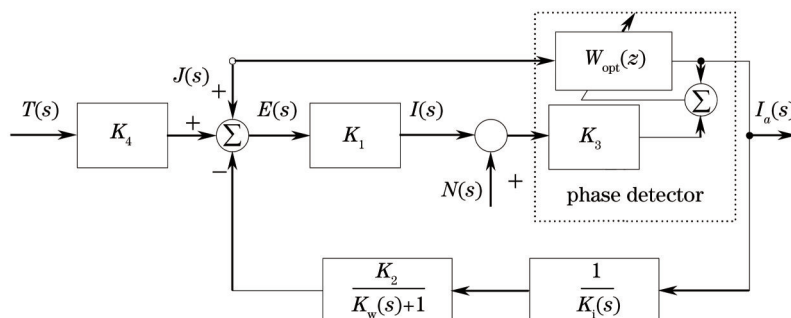 W_opt(z)
J(s)
+
T(s)
E(s)
I(s)
I_a(s)
Σ
+
K_4
Σ
K_1
K_3
−
N(s)
+
phase detector
K_2
K_w(s)+1
1
K_i(s)